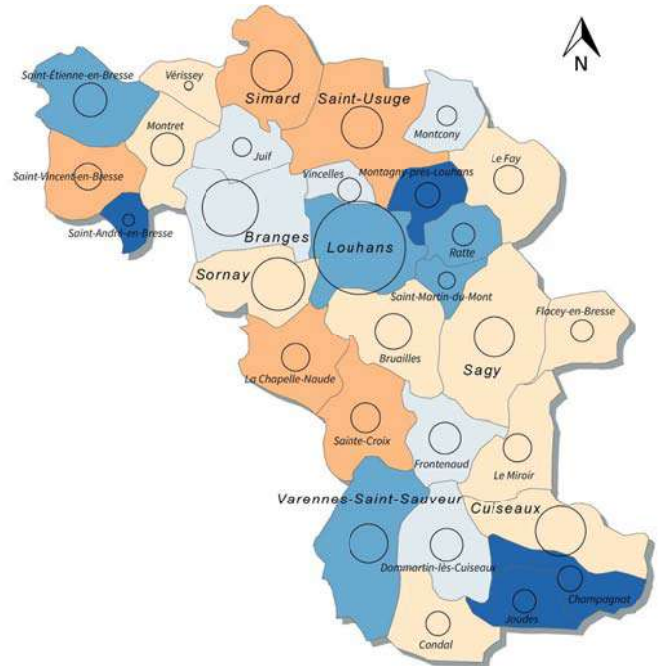 N
Saint-Étienne-en-Bresse
Vérissey
Simard
Saint-Usuge
Montcony
Montret
Juif
Le Fay
Saint-Vincent-en-Bresse
Vincelles
Montagny-près-Louhans
Saint-André-en-Bresse
Branges
Louhans
Ratte
Sornay
Saint-Martin-du-Mont
Flacey-en-Bresse
Bruailles
Sagy
La Chapelle-Naude
Sainte-Croix
Frontenaud
Le Miroir
Varennes-Saint-Sauveur
Cuiseaux
Dommartin-lès-Cuiseaux
Champagnat
Joudes
Condal